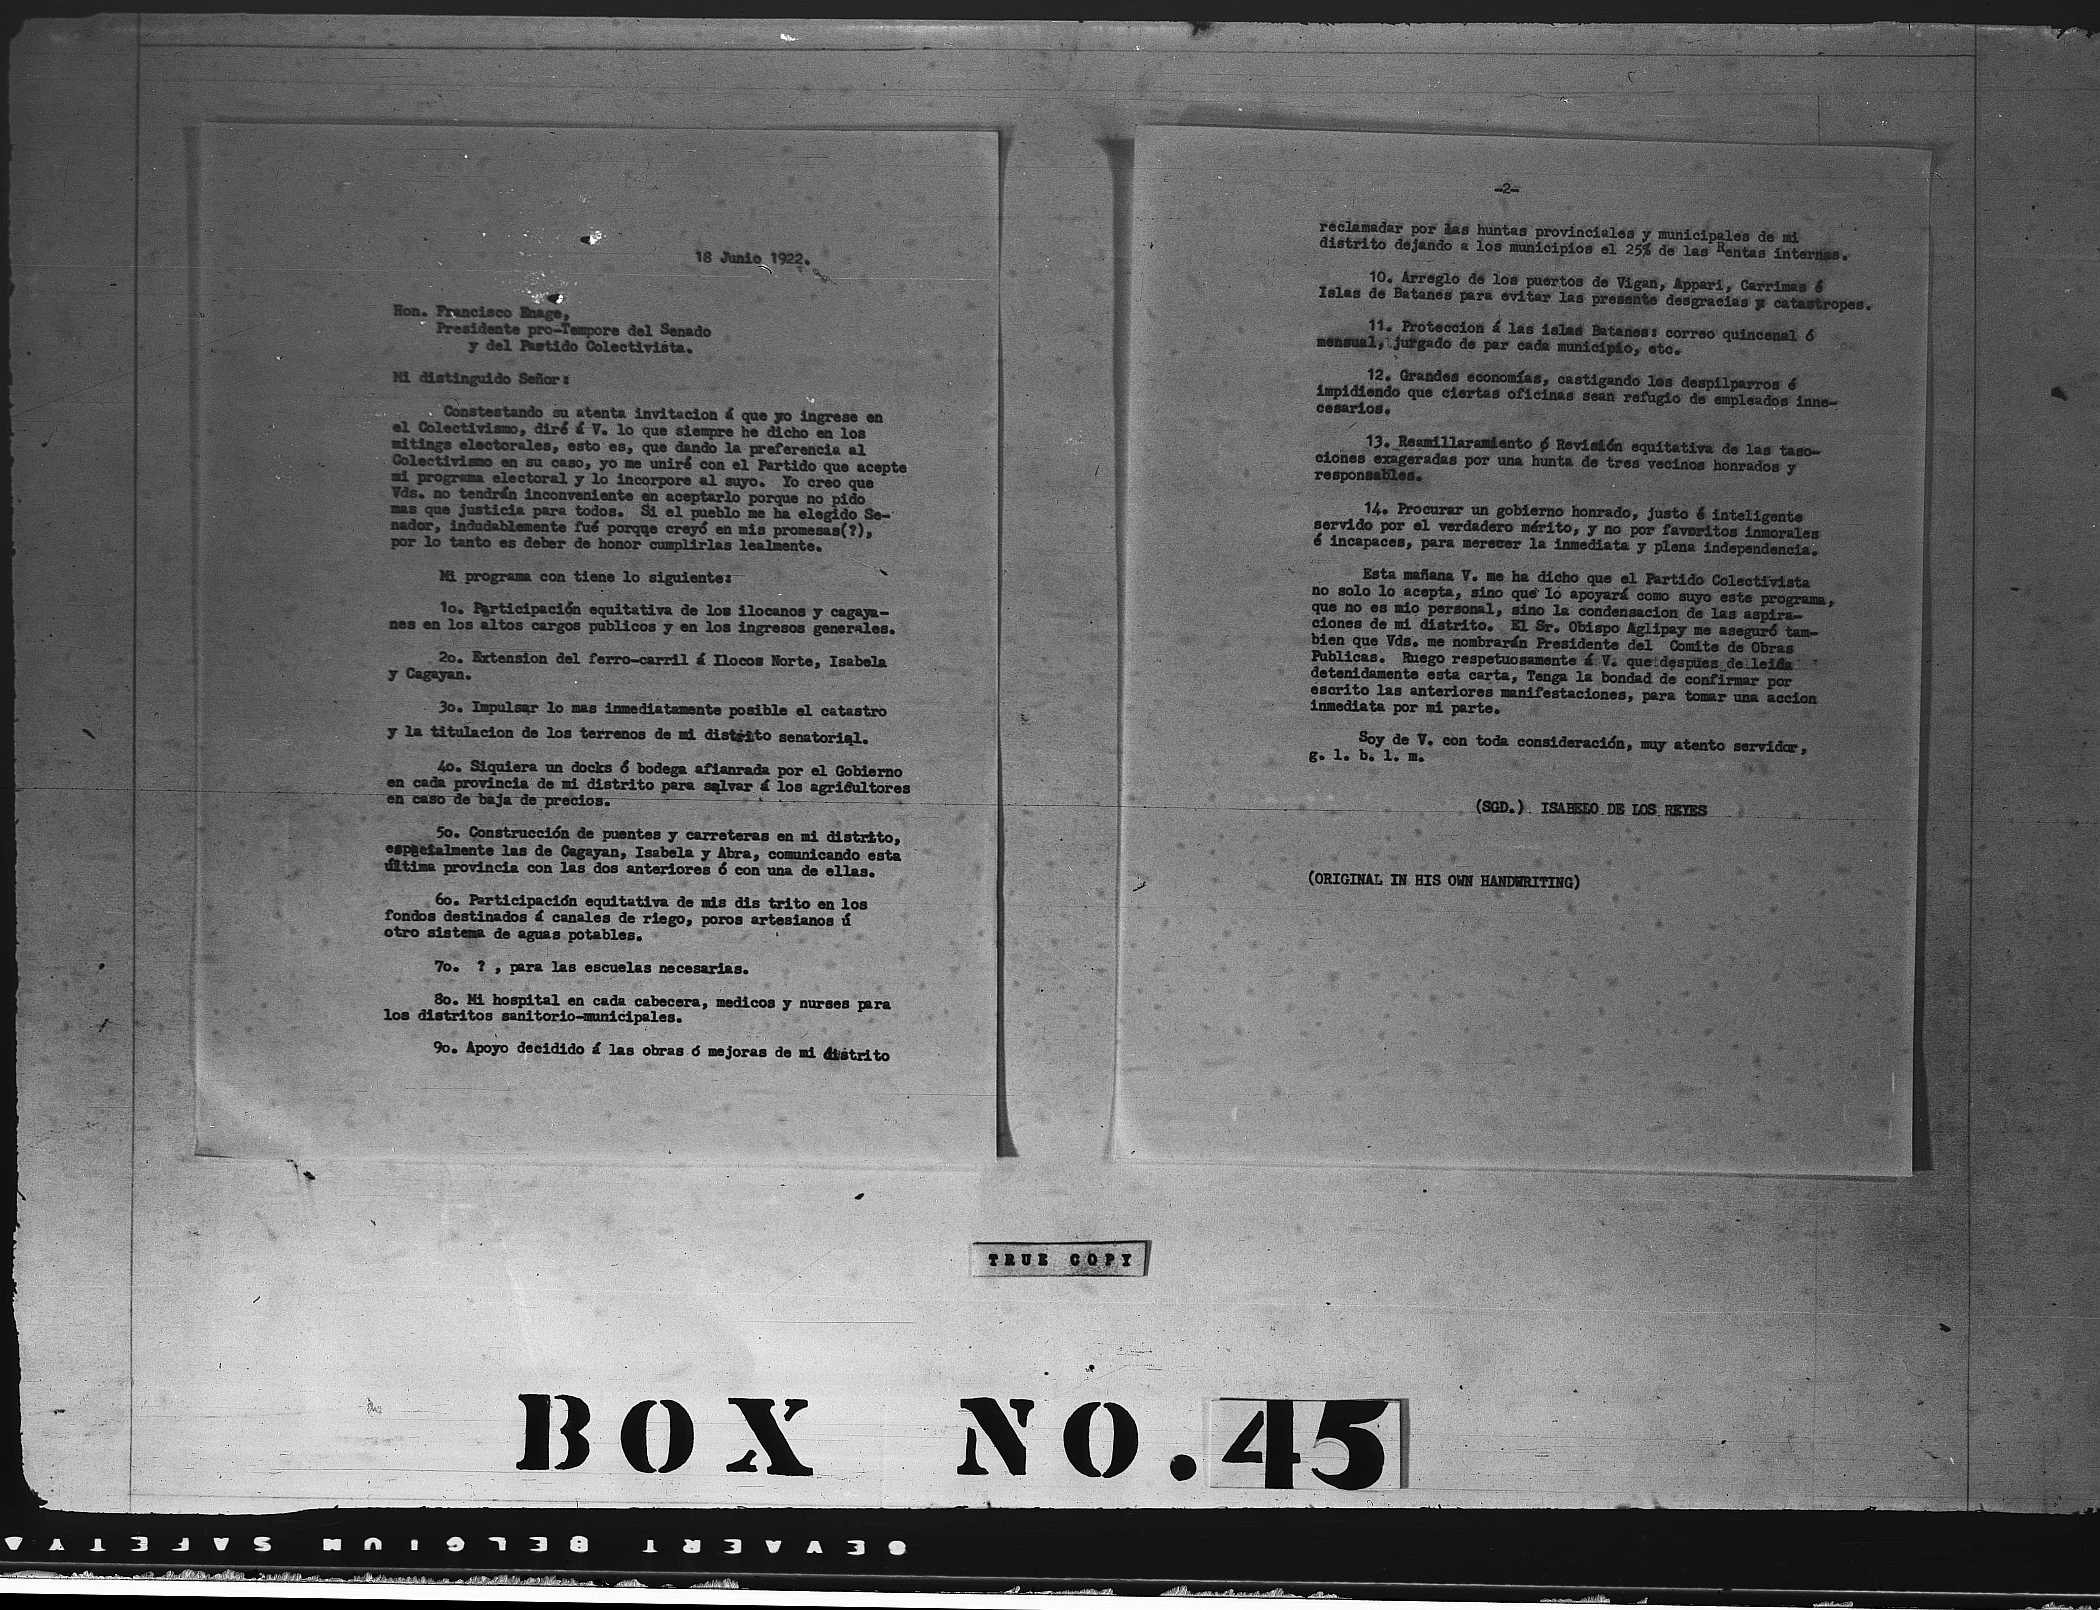 18 Junio 1922.
Hon. Francisco Enage,
Presidente pro-Tempore del Senado
y del Partido Colectivista.
Mi distinguido Señor:
Constestando su atenta invitacion á que yo ingrese en
el Colectivismo, diré á V. lo que siempre he dicho en los
mitings electorales, esto es, que dando la preferencia al
Colectivismo en su caso, yo me uniré con el Partido que acepte
mi programa electoral y lo incorpore al suyo. Yo creo que
Vds. no tendrán inconveniente en aceptarlo porque no pido
mas que justicia para todos. Si el pueblo me ha elegido Se-
nador, indudablemente fué porqqe creyó en mis promesas(?),
por lo tanto es deber de honor cumplirlas lealmente.
Mi programa con tiene lo siguiente:
1o. Participación equitativa de los ilocanos y cagaya-
nes en los altos cargos publicos y en los ingresos generales.
2o. Extension del ferro-carril á Ilocos Norte, Isabela
y Cagayan.
3o. Impulsar lo mas inmediatamente posible el catastro
y la titulacion de los terrenos de mi distrito senatorial.
4o. Siquiera un docks ó bodega afianrada por el Gobierno
en cada provincia de mi distrito para salvar á los agricultores
en caso de baja de precios.
5o. Construcción de puentes y carreteras en mi distrito,
especialmente las de Cagayan, Isabela y Abra, comunicando esta
última provincia con las dos anteriores ó con una de ellas.
6o. Participación equitativa de mis dis trito en los
fondos destinados á canales de riego, poros artesianos ú
otro sistema de aguas potables.
7o. ? , para las escuelas necesarias.
8o. Mi hospital en cada cabecera, medicos y nurses para
los distritos sanitorio-municipales.
9o. Apoyo decidido á las obras ó mejoras de mi distrito
-2-
reclamadar por las huntas provinciales y municipales de mi
distrito dejando a los municipios el 25% de las Rentas internas.
10. Arreglo de los puertos de Vigan, Appari, Carrimas ó
Islas de Batanes para evitar las presente desgracias y catastropes.
11. Proteccion á las islas Batanes: correo quincenal ó
mensual, jurgado de par cada municipio, etc.
12. Grandes economías, castigando los despilparros é
impidiendo que ciertas oficinas sean refugio de empleados inne-
cesarios.
13. Reamillaramiento ó Revisión equitativa de las taso-
ciones exageradas por una hunta de tres vecinos honrados y
responsables.
14. Procurar un gobierno honrado, justo é inteligente
servido por el verdadero mérito, y no por favoritos inmorales
é incapaces, para merecer la inmediata y plena independencia.
Esta mañana V. me ha dicho que el Partido Colectivista
no solo lo acepta, sino que lo apoyará como suyo este programa,
que no es mio personal, sino la condensacion de las aspira-
ciones de mi distrito. El Sr. Obispo Aglipay me aseguró tam-
bien que Vds. me nombrarán Presidente del Comite de Obras
Publicas. Ruego respetuosamente á V. que despues de leida
detenidamente esta carta, Tenga la bondad de confirmar por
escrito las anteriores manifestaciones, para tomar una accion
inmediata por mi parte.
Soy de V. con toda consideración, muy atento servidor,
g. l. b. l. m.
(SGD.) ISABELO DE LOS REYES
(ORIGINAL IN HIS OWN HANDWRITING)
TRUE COPY
BOX NO. 45
GEVAERT BELGIUM SAFETY